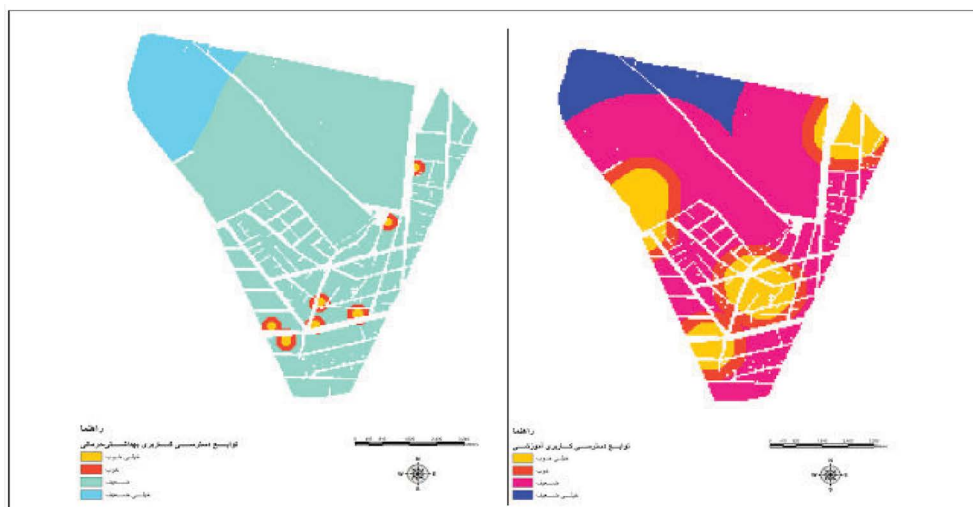 راهنما
توابع دسترسی کاربری بهداشتی-درمانی
خیلی خوب
خوب
ضعیف
خیلی ضعیف
N
W E
S
راهنما
توابع دسترسی کاربری آموزشی
خیلی خوب
خوب
ضعیف
خیلی ضعیف
N
W E
S